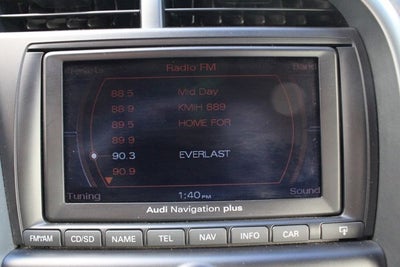 Presets Radio FM Band
88.5 Mid Day
88.9 KMIH 889
89.5 HOME FOR
89.9
90.3 EVERLAST
90.9
Tuning 1:40 PM Sound
Audi Navigation plus
FM/AM CD/SD NAME TEL NAV INFO CAR